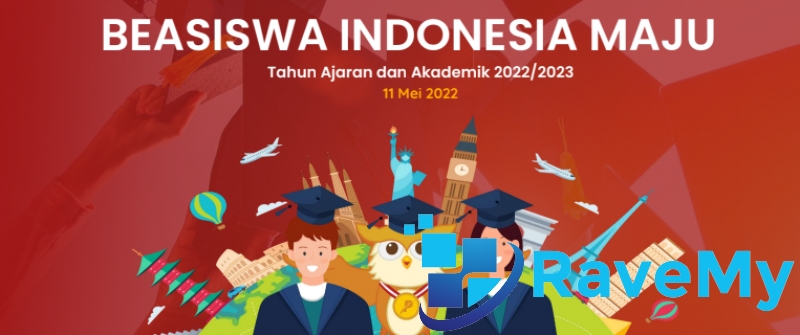 BEASISWA INDONESIA MAJU
Tahun Ajaran dan Akademik 2022/2023
11 Mei 2022
RaveMy